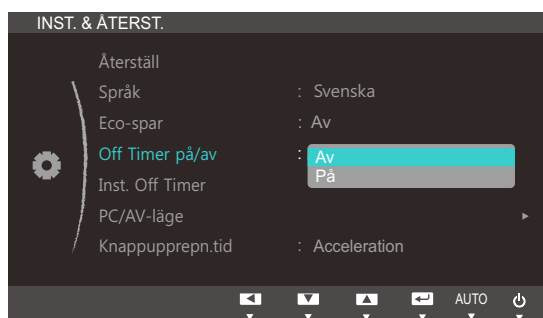 INST. & ÅTERST.
Återställ
Språk : Svenska
Eco-spar : Av
Off Timer på/av : Av
På
Inst. Off Timer
PC/AV-läge
Knappupprepn.tid : Acceleration
AUTO